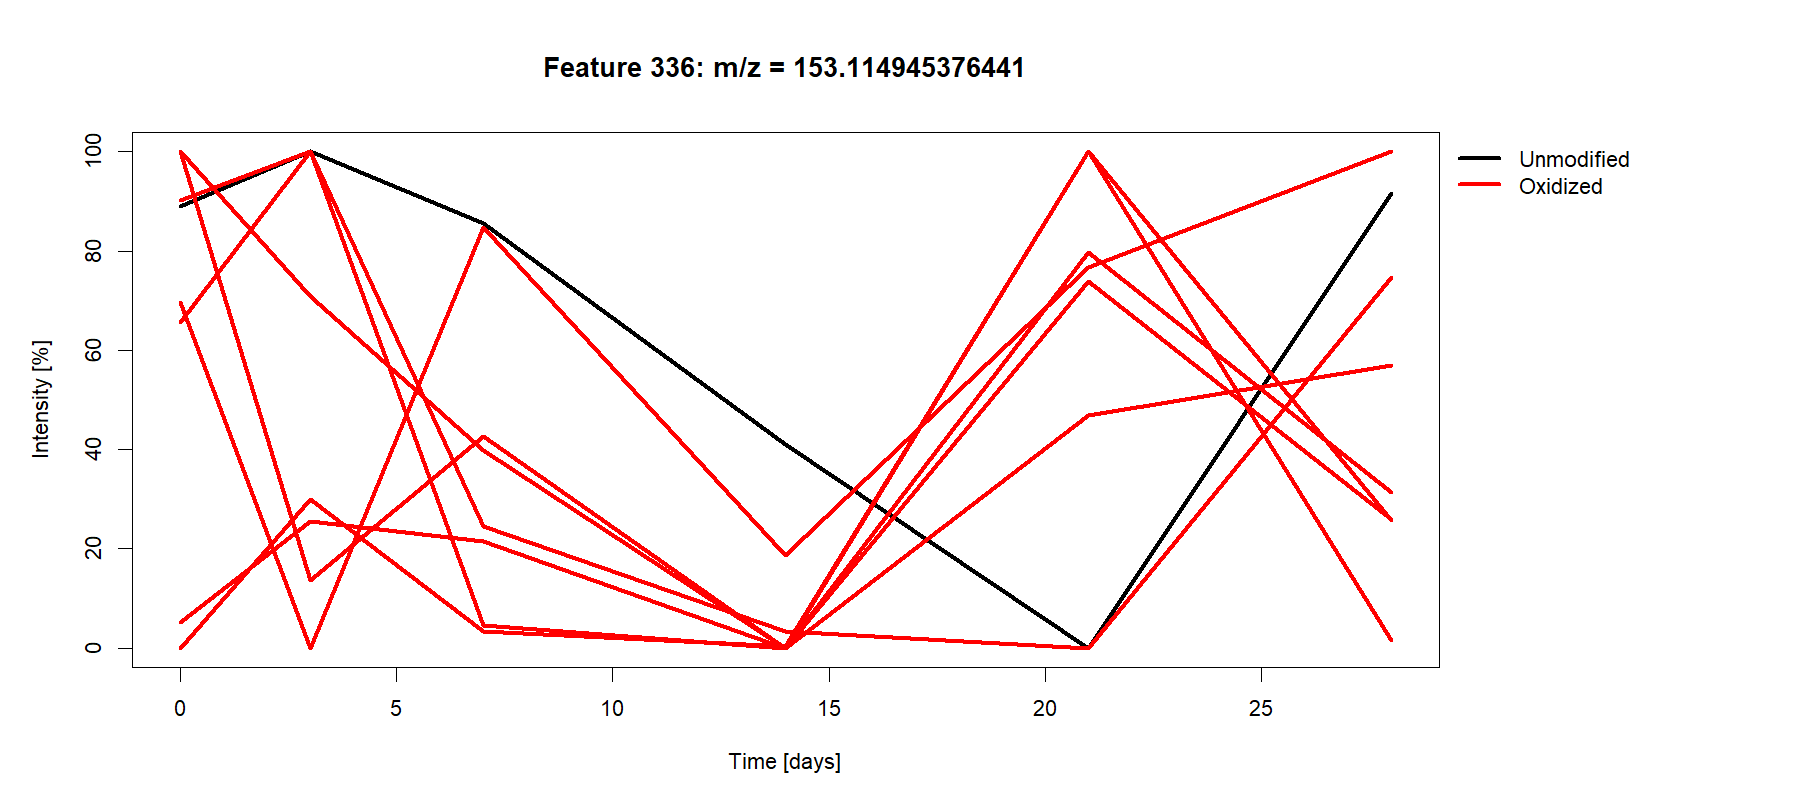 Feature 336: m/z = 153.114945376441
Unmodified
Oxidized
Intensity [%]
100
80
60
40
20
0
0 5 10 15 20 25
Time [days]